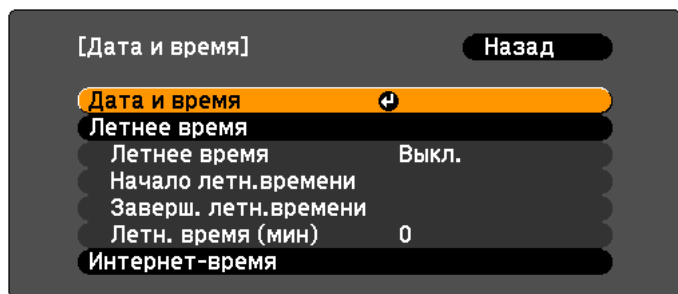 [Дата и время] Назад
Дата и время
Летнее время
Летнее время Выкл.
Начало летн.времени
Заверш. летн.времени
Летн. время (мин) 0
Интернет-время